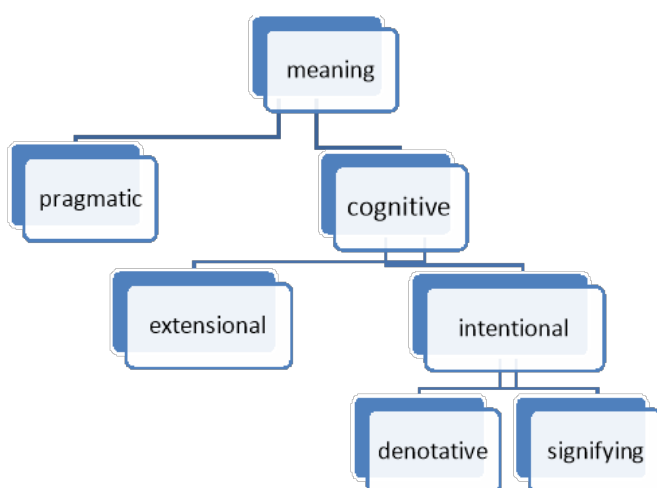 meaning
pragmatic
cognitive
extensional
intentional
denotative
signifying